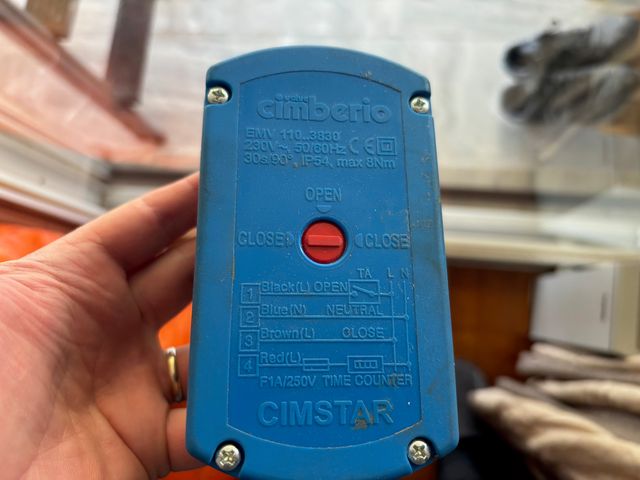 cimberio
EMV 110..3830
230V ~, 50/60Hz CE
30s/90°, IP54, max 8Nm
OPEN
CLOSE CLOSE
TA L N
1 Black(L) OPEN
2 Blue(N) NEUTRAL
3 Brown(L) CLOSE
4 Red(L)
F1A/250V TIME COUNTER
CIMSTAR